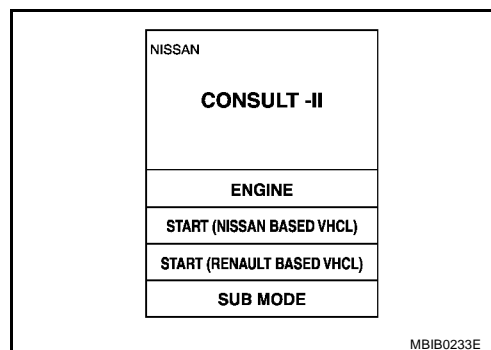 NISSAN
CONSULT -II
ENGINE
START (NISSAN BASED VHCL)
START (RENAULT BASED VHCL)
SUB MODE
MBIB0233E